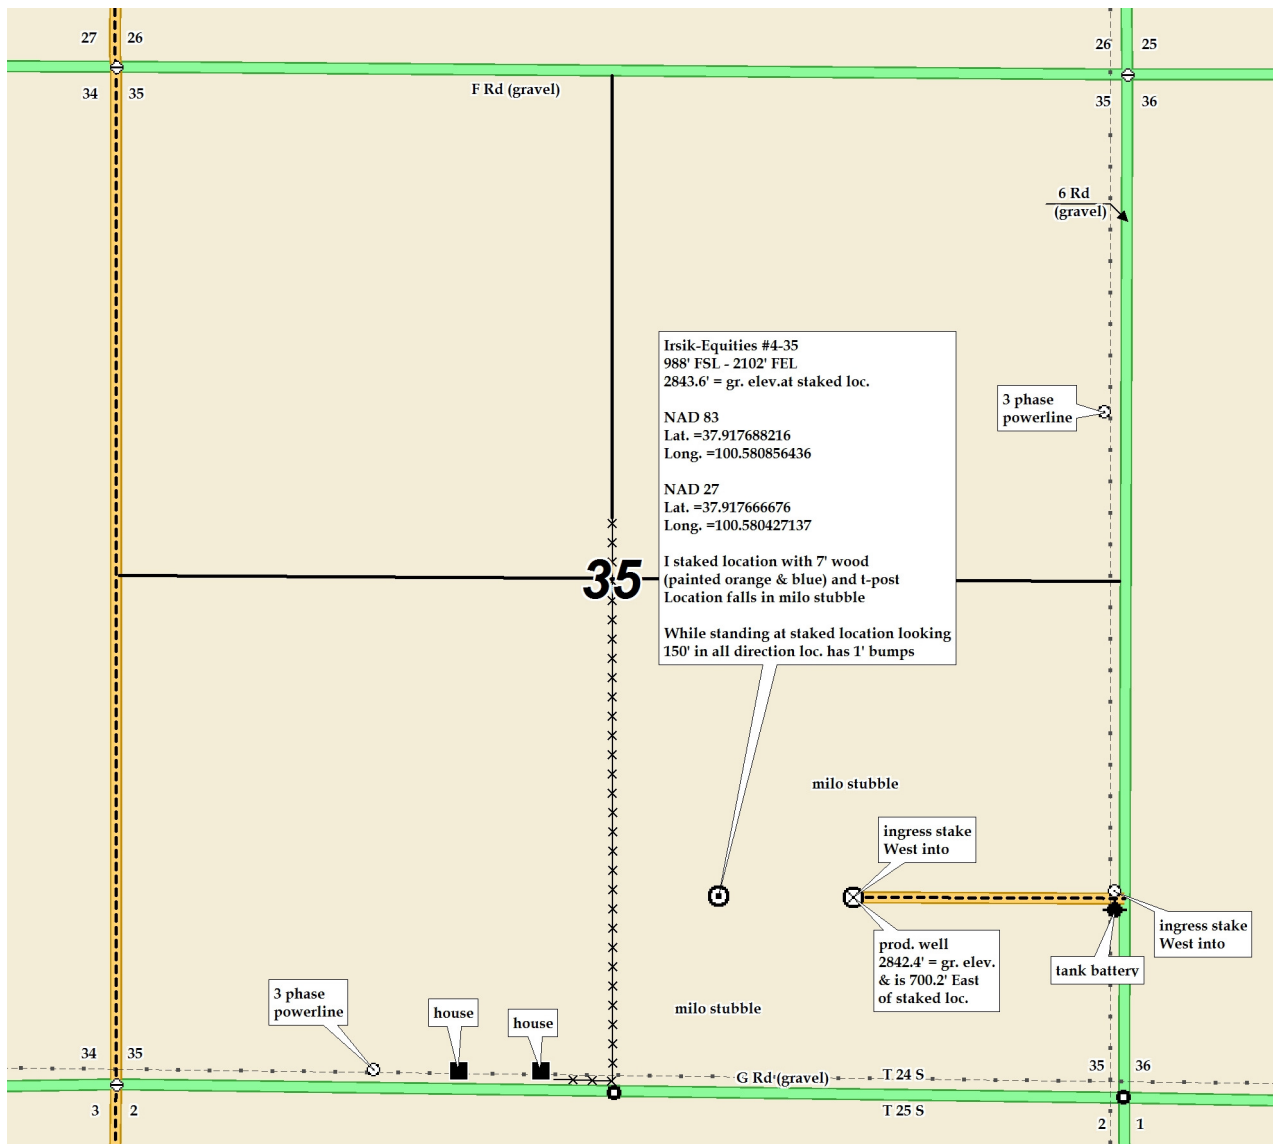 27 26
26 25
34 35
35 36
F Rd (gravel)
6 Rd
(gravel)
Irsik-Equities #4-35
988' FSL - 2102' FEL
2843.6' = gr. elev.at staked loc.
NAD 83
Lat. =37.917688216
Long. =100.580856436
NAD 27
Lat. =37.917666676
Long. =100.580427137
I staked location with 7' wood
(painted orange & blue) and t-post
Location falls in milo stubble
While standing at staked location looking
150' in all direction loc. has 1' bumps
3 phase
powerline
35
milo stubble
ingress stake
West into
ingress stake
West into
prod. well
2842.4' = gr. elev.
& is 700.2' East
of staked loc.
tank battery
3 phase
powerline
house
house
milo stubble
34 35
35 36
G Rd (gravel)
T 24 S
T 25 S
3 2
2 1